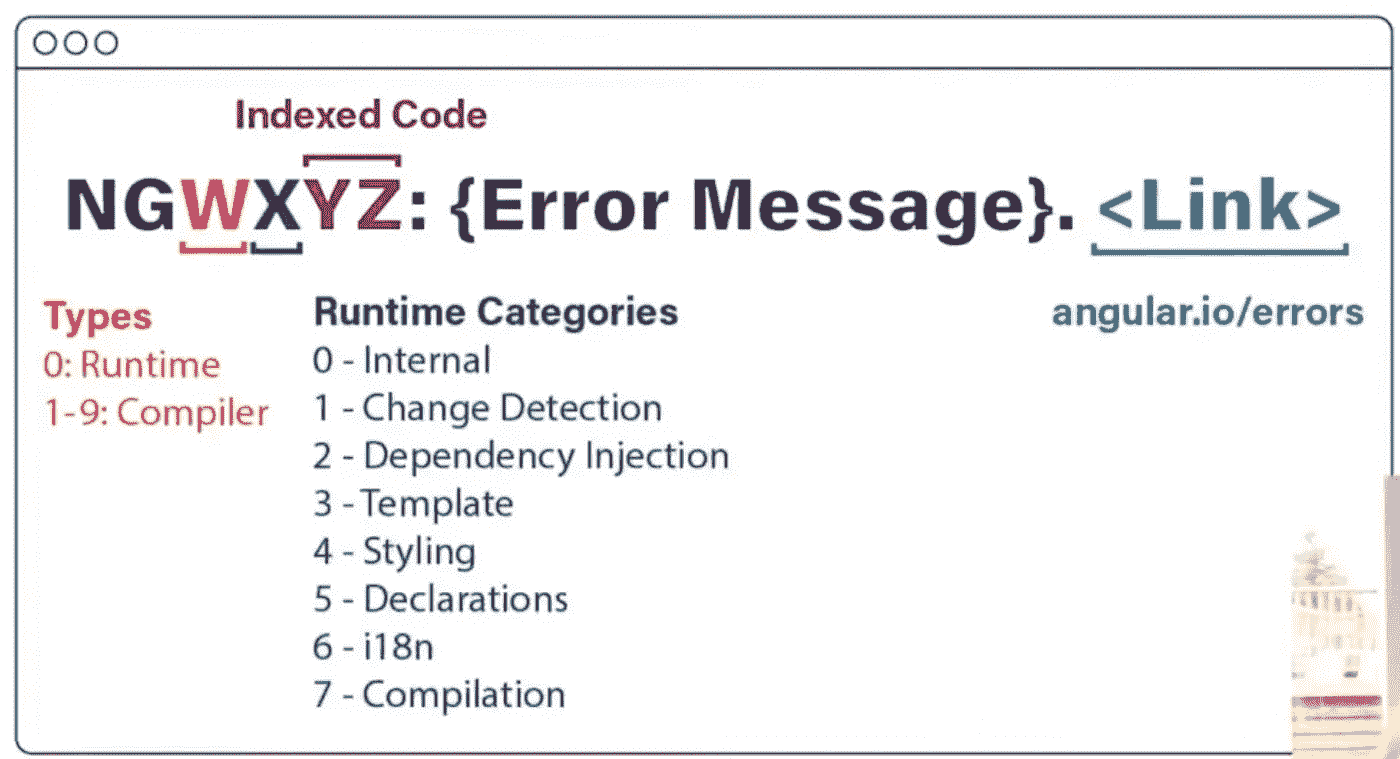 Indexed Code
NGWXYZ: {Error Message}. <Link>
Types
0: Runtime
1-9: Compiler
Runtime Categories
0 - Internal
1 - Change Detection
2 - Dependency Injection
3 - Template
4 - Styling
5 - Declarations
6 - i18n
7 - Compilation
angular.io/errors